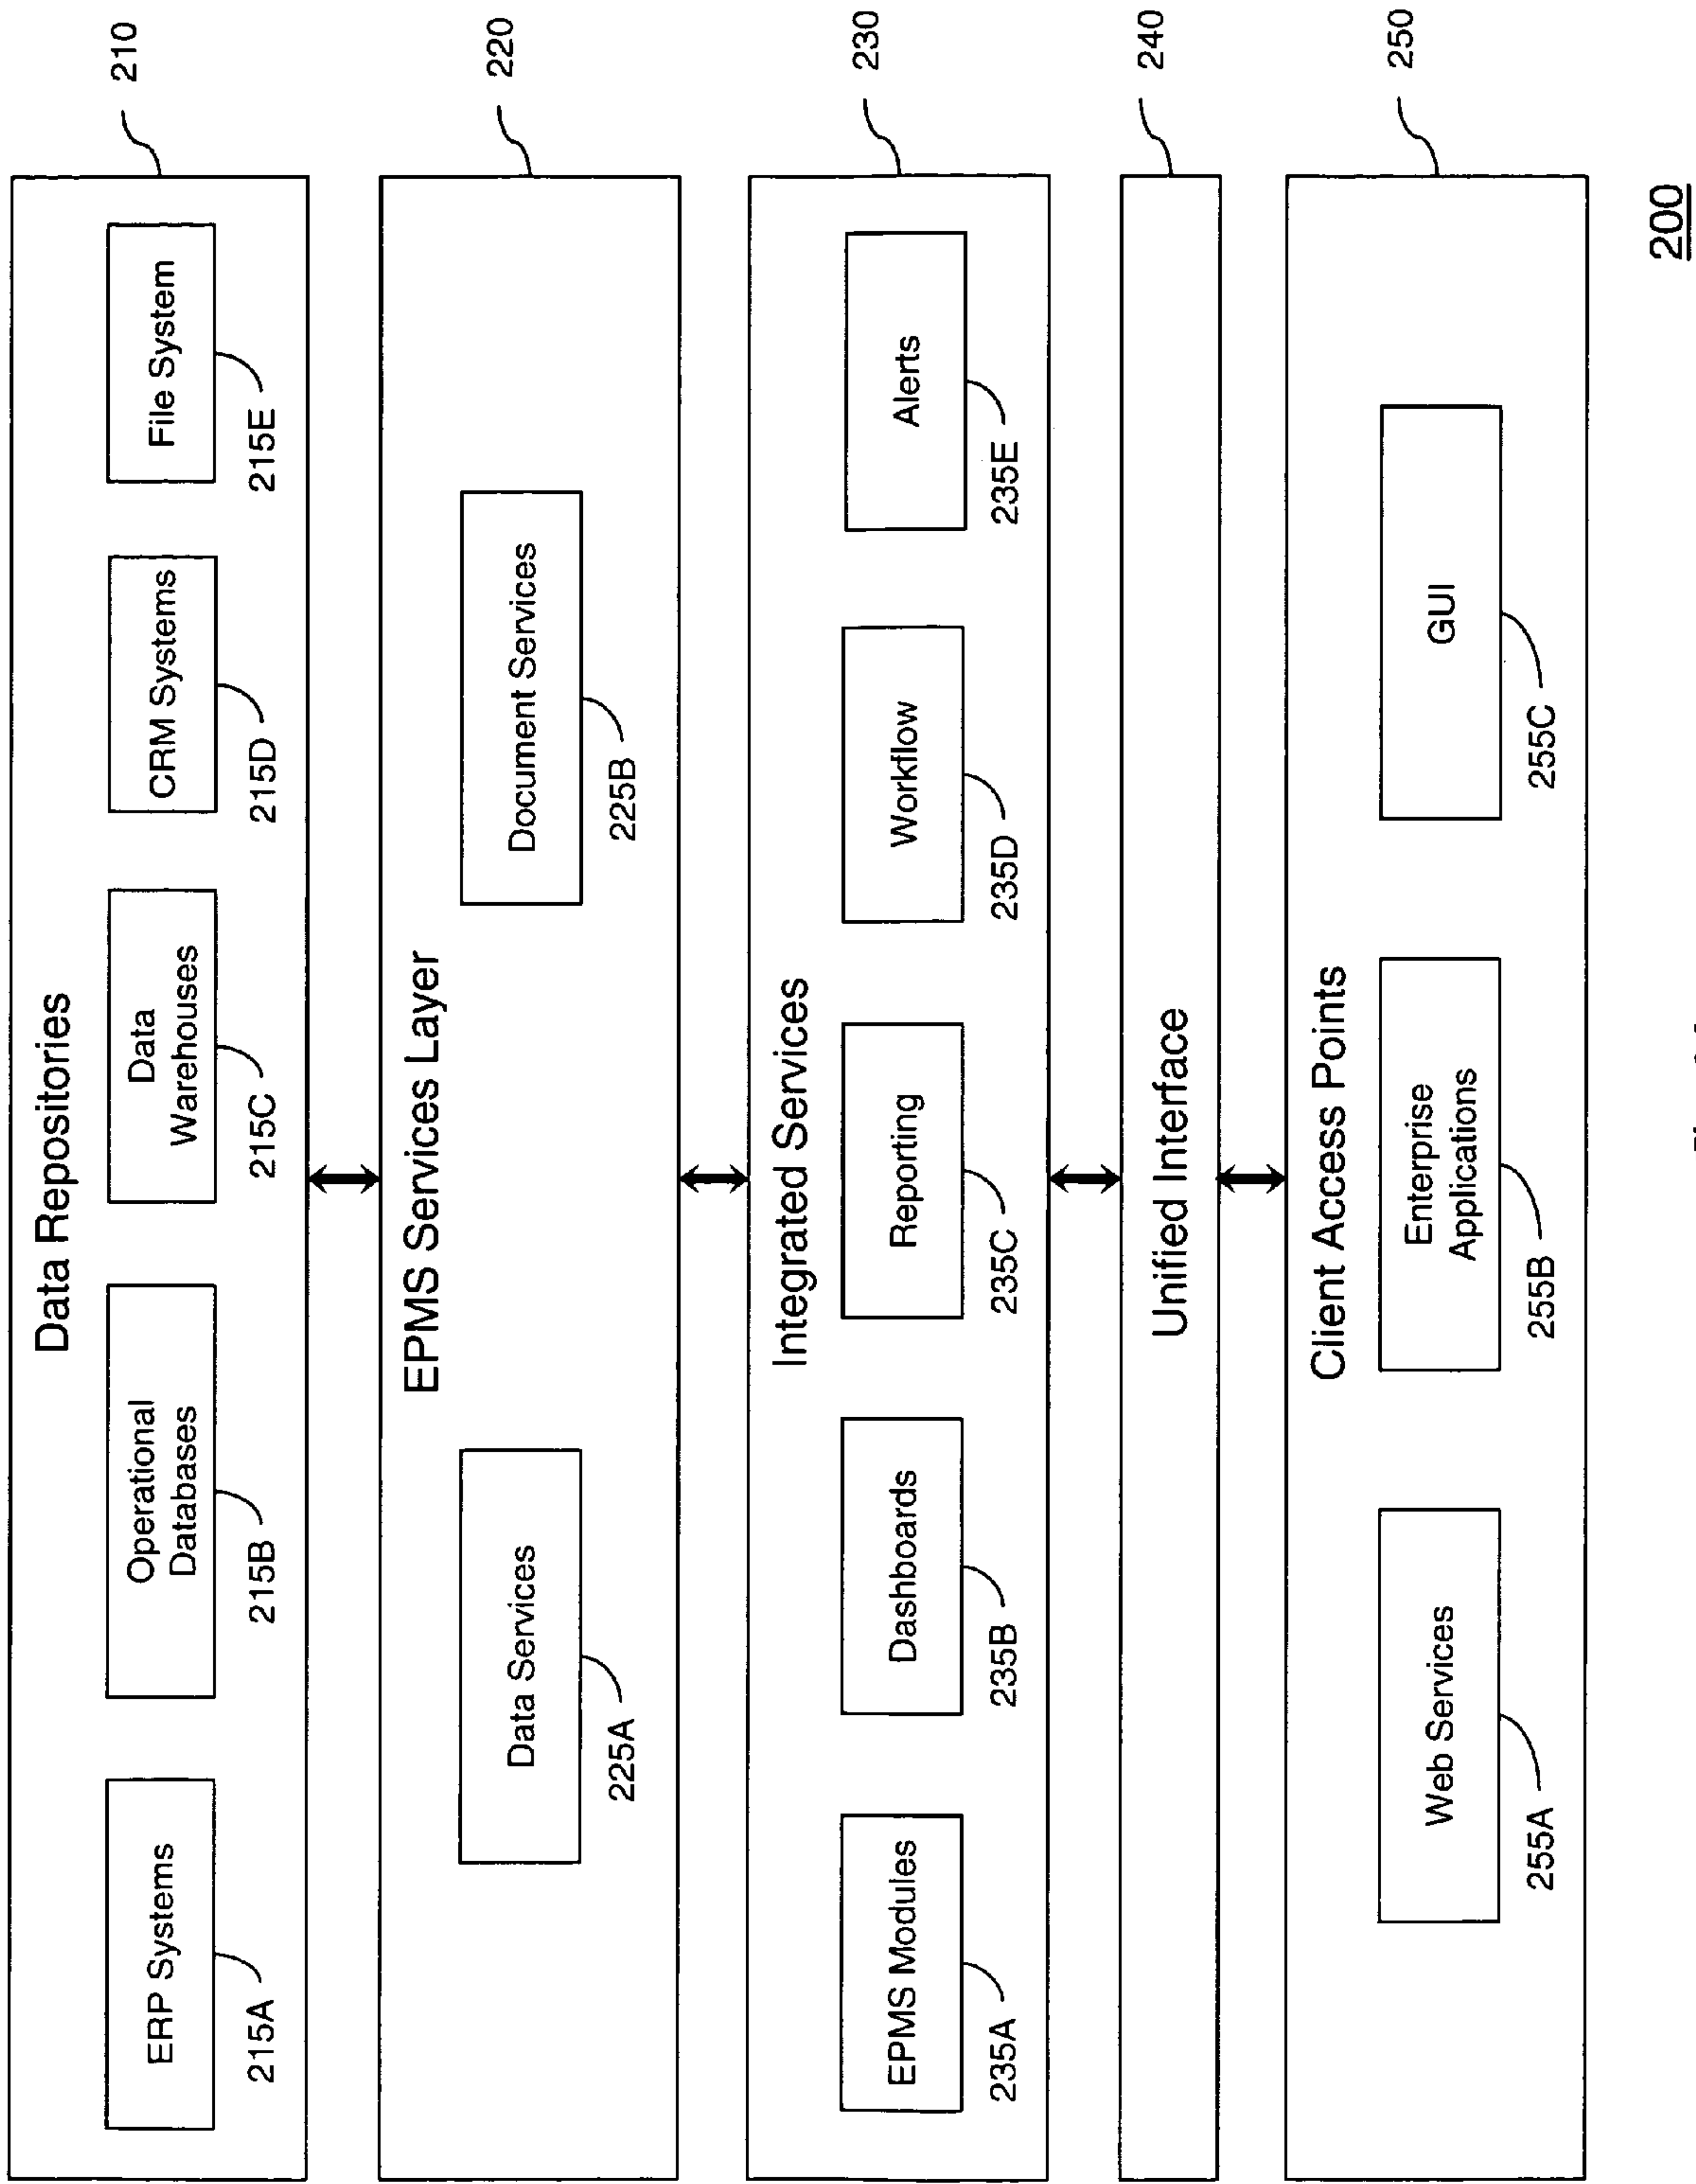 Data Repositories
210
ERP Systems
Operational
Databases
Data
Warehouses
CRM Systems
File System
215A
215B
215C
215D
215E
EPMS Services Layer
220
Data Services
Document Services
225A
225B
Integrated Services
230
EPMS Modules
Dashboards
Reporting
Workflow
Alerts
235A
235B
235C
235D
235E
Unified Interface
240
Client Access Points
250
Web Services
Enterprise
Applications
GUI
255A
255B
255C
200